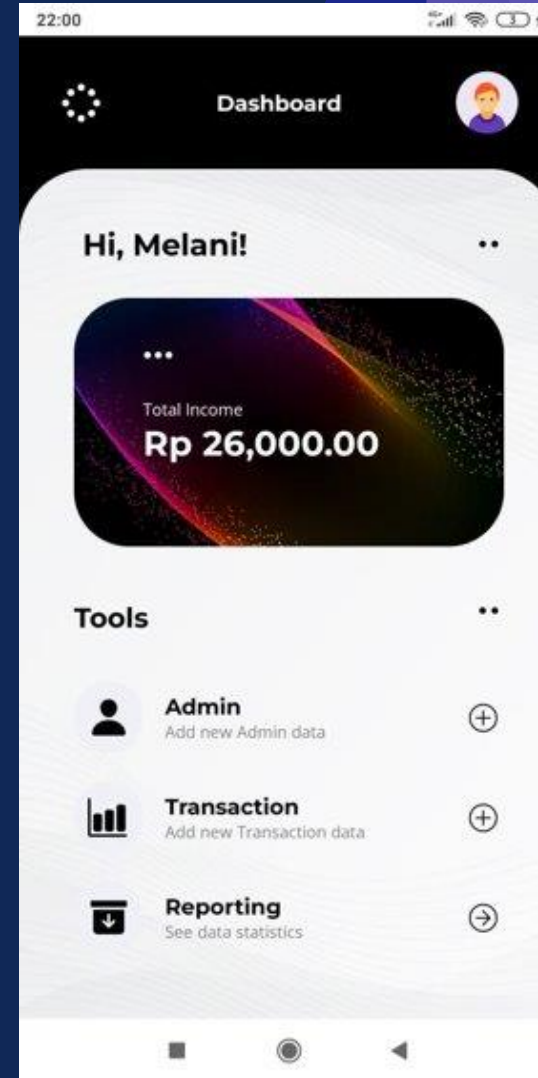 22:00
3
Dashboard
Hi, Melani!
Total Income
Rp 26,000.00
Tools
Admin
Add new Admin data
Transaction
Add new Transaction data
Reporting
See data statistics